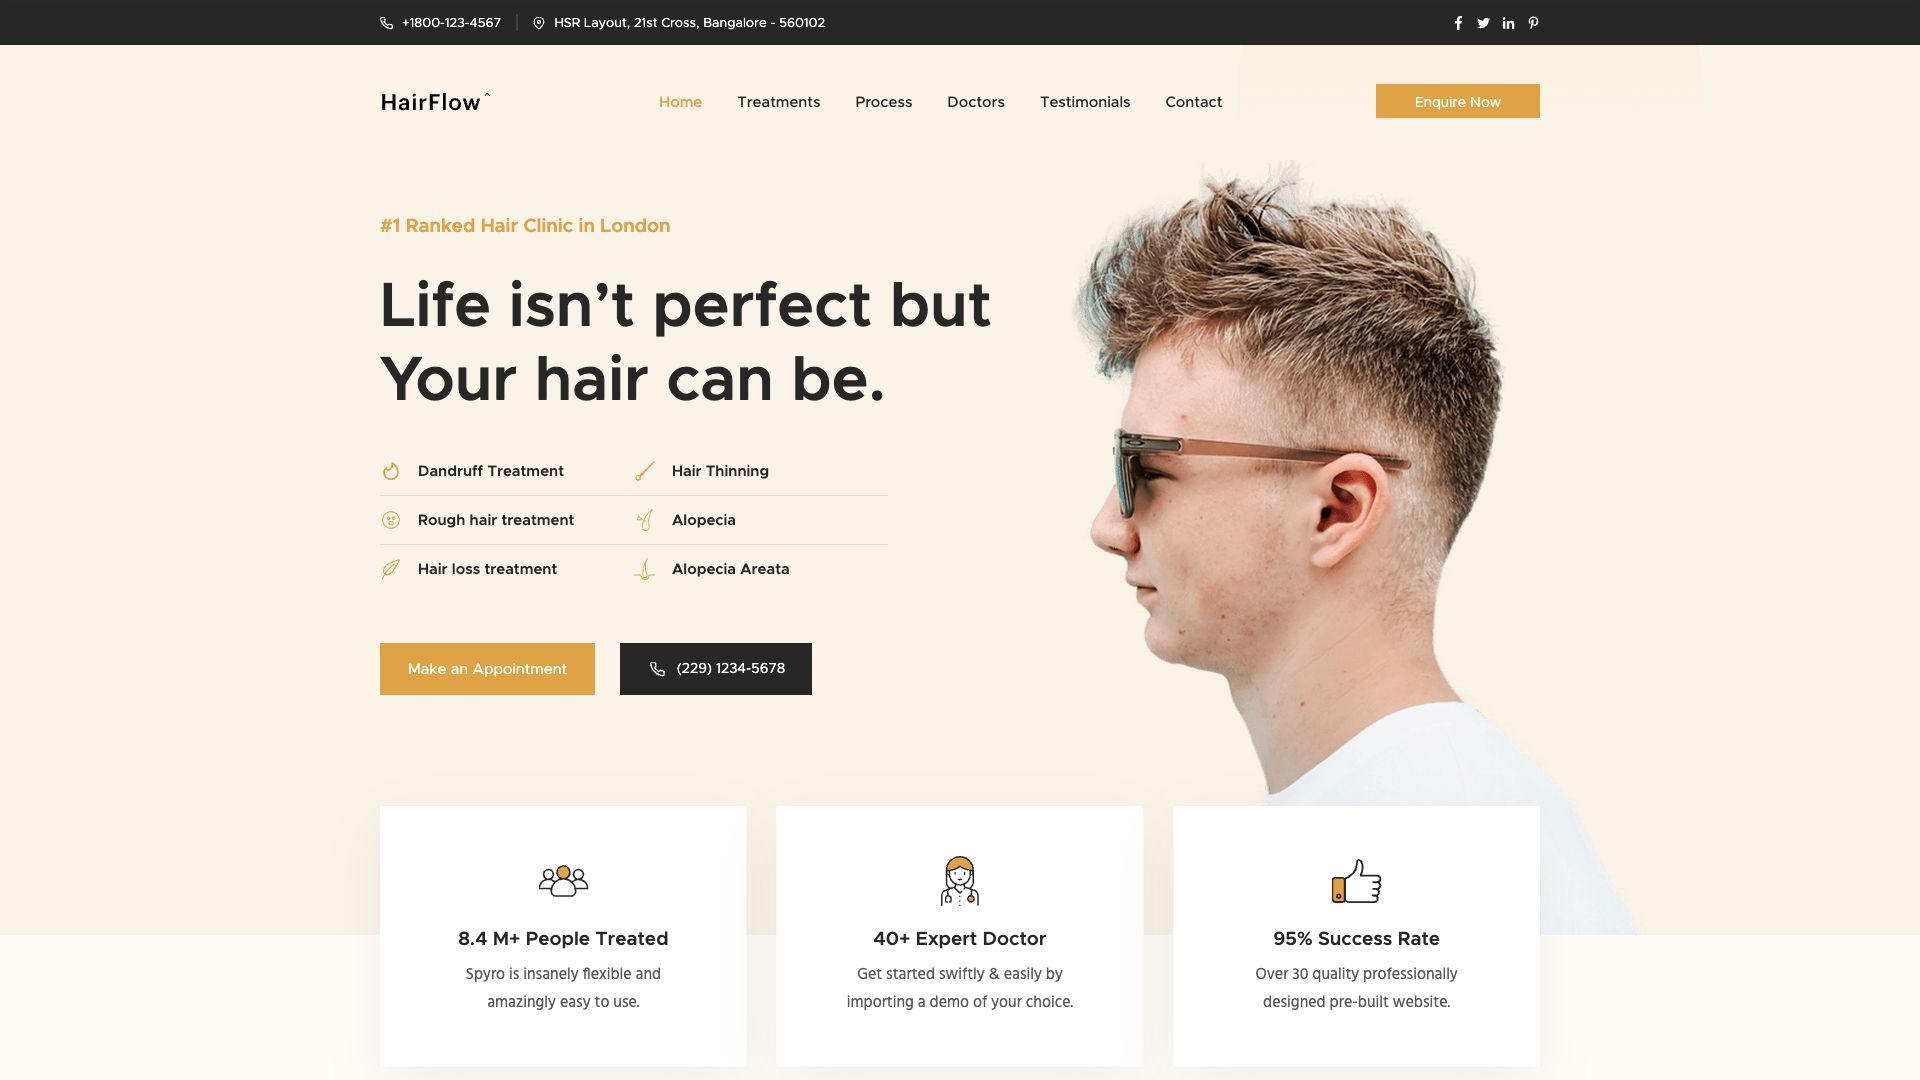 +1800-123-4567
HSR Layout, 21st Cross, Bangalore - 560102
HairFlow^
Home
Treatments
Process
Doctors
Testimonials
Contact
Enquire Now
#1 Ranked Hair Clinic in London
Life isn’t perfect but
Your hair can be.
Dandruff Treatment
Hair Thinning
Rough hair treatment
Alopecia
Hair loss treatment
Alopecia Areata
Make an Appointment
(229) 1234-5678
8.4 M+ People Treated
Spyro is insanely flexible and
amazingly easy to use.
40+ Expert Doctor
Get started swiftly & easily by
importing a demo of your choice.
95% Success Rate
Over 30 quality professionally
designed pre-built website.